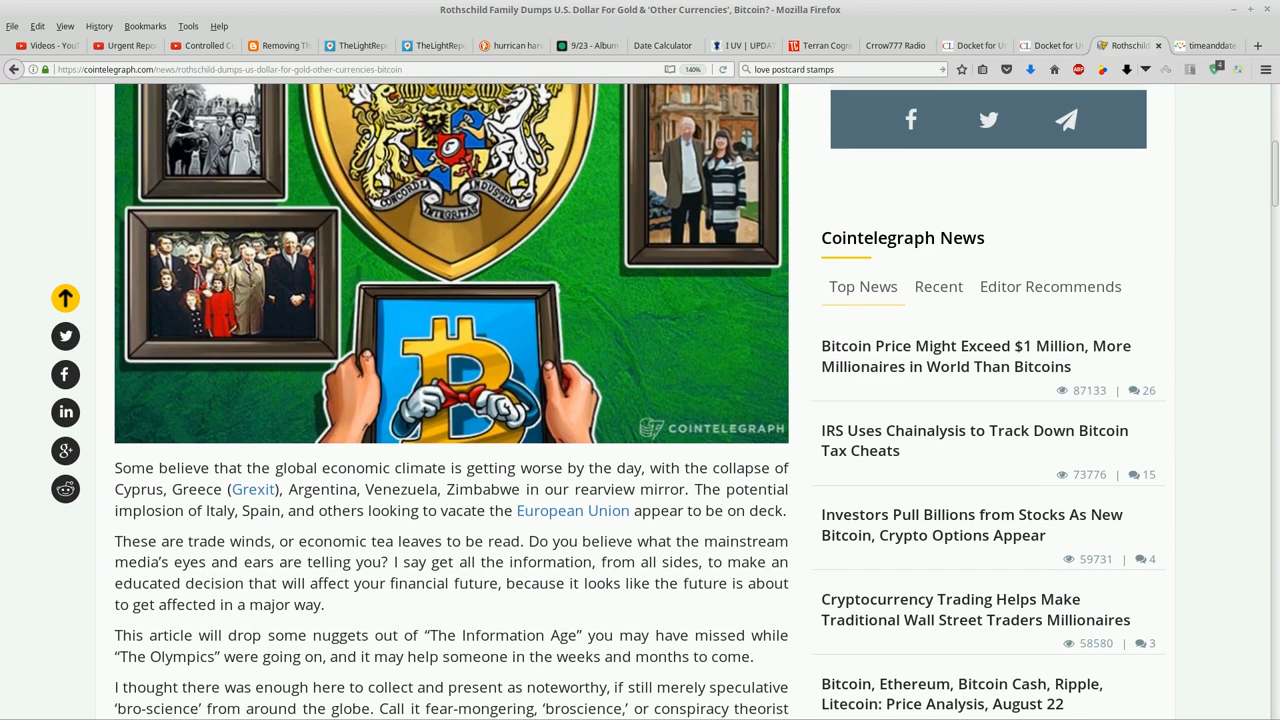 Rothschild Family Dumps U.S. Dollar For Gold & 'Other Currencies', Bitcoin? - Mozilla Firefox
File Edit View History Bookmarks Tools Help
Videos - You
Urgent Repo
Controlled C
Removing Th
TheLightRep
TheLightRep
hurrican harv
9/23 - Album
Date Calculator
I UV | UPDAT
Terran Cogni
Crrow777 Radio
Docket for U
Docket for U
Rothschild
timeanddate
https://cointelegraph.com/news/rothschild-dumps-us-dollar-for-gold-other-currencies-bitcoin
140%
love postcard stamps
ABP
4
CONCORDIA
INTEGRITAS
INDUSTRIA
COINTELEGRAPH
Some believe that the global economic climate is getting worse by the day, with the collapse of
Cyprus, Greece (Grexit), Argentina, Venezuela, Zimbabwe in our rearview mirror. The potential
implosion of Italy, Spain, and others looking to vacate the European Union appear to be on deck.
These are trade winds, or economic tea leaves to be read. Do you believe what the mainstream
media's eyes and ears are telling you? I say get all the information, from all sides, to make an
educated decision that will affect your financial future, because it looks like the future is about
to get affected in a major way.
This article will drop some nuggets out of “The Information Age” you may have missed while
“The Olympics” were going on, and it may help someone in the weeks and months to come.
I thought there was enough here to collect and present as noteworthy, if still merely speculative
‘bro-science’ from around the globe. Call it fear-mongering, ‘broscience,’ or conspiracy theorist
Cointelegraph News
Top News Recent Editor Recommends
Bitcoin Price Might Exceed $1 Million, More
Millionaires in World Than Bitcoins
87133 | 26
IRS Uses Chainalysis to Track Down Bitcoin
Tax Cheats
73776 | 15
Investors Pull Billions from Stocks As New
Bitcoin, Crypto Options Appear
59731 | 4
Cryptocurrency Trading Helps Make
Traditional Wall Street Traders Millionaires
58580 | 3
Bitcoin, Ethereum, Bitcoin Cash, Ripple,
Litecoin: Price Analysis, August 22